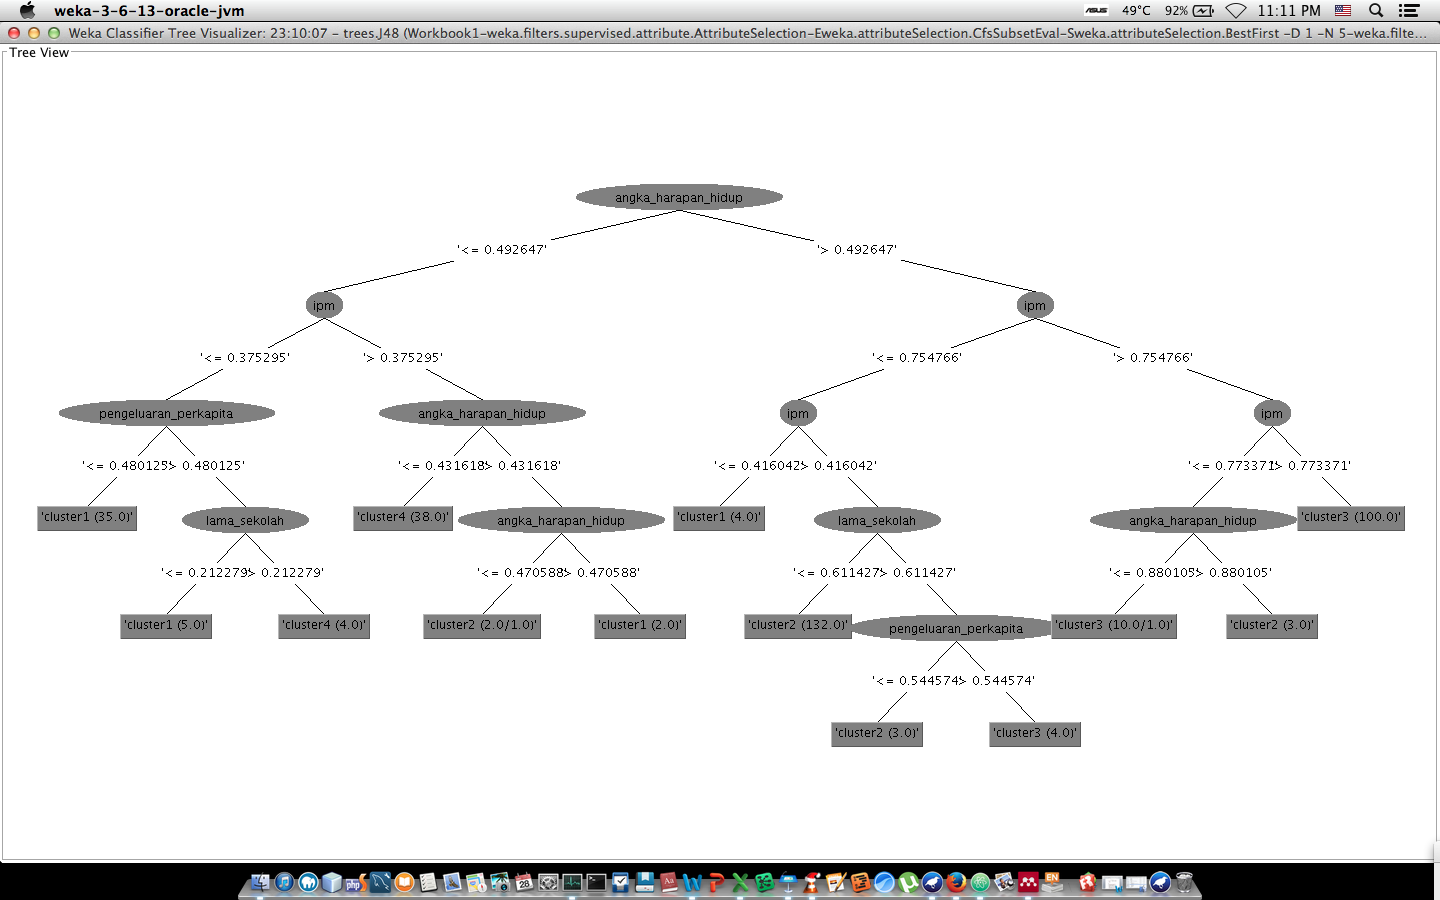 weka-3-6-13-oracle-jvm
ASUS 49°C 92% 11:11 PM
Weka Classifier Tree Visualizer: 23:10:07 – trees.J48 (Workbook1-weka.filters.supervised.attribute.AttributeSelection-Eweka.attributeSelection.CfsSubsetEval-Sweka.attributeSelection.BestFirst -D 1 -N 5-weka.filte...
Tree View
angka_harapan_hidup
'<= 0.492647' '> 0.492647'
ipm ipm
'<= 0.375295' '> 0.375295' '<= 0.754766' '> 0.754766'
pengeluaran_perkapita angka_harapan_hidup ipm ipm
'<= 0.480125' > 0.480125' '<= 0.431618' > 0.431618' '<= 0.416042' > 0.416042' '<= 0.773371' > 0.773371'
'cluster1 (35.0)' lama_sekolah 'cluster4 (38.0)' angka_harapan_hidup 'cluster1 (4.0)' lama_sekolah angka_harapan_hidup 'cluster3 (100.0)'
'<= 0.212279' > 0.212279' '<= 0.470588' > 0.470588' '<= 0.611427' > 0.611427' '<= 0.880105' > 0.880105'
'cluster1 (5.0)' 'cluster4 (4.0)' 'cluster2 (2.0/1.0)' 'cluster1 (2.0)' 'cluster2 (132.0)' pengeluaran_perkapita 'cluster3 (10.0/1.0)' 'cluster2 (3.0)'
'<= 0.544574' > 0.544574'
'cluster2 (3.0)' 'cluster3 (4.0)'
php 28 Aa W P X EN